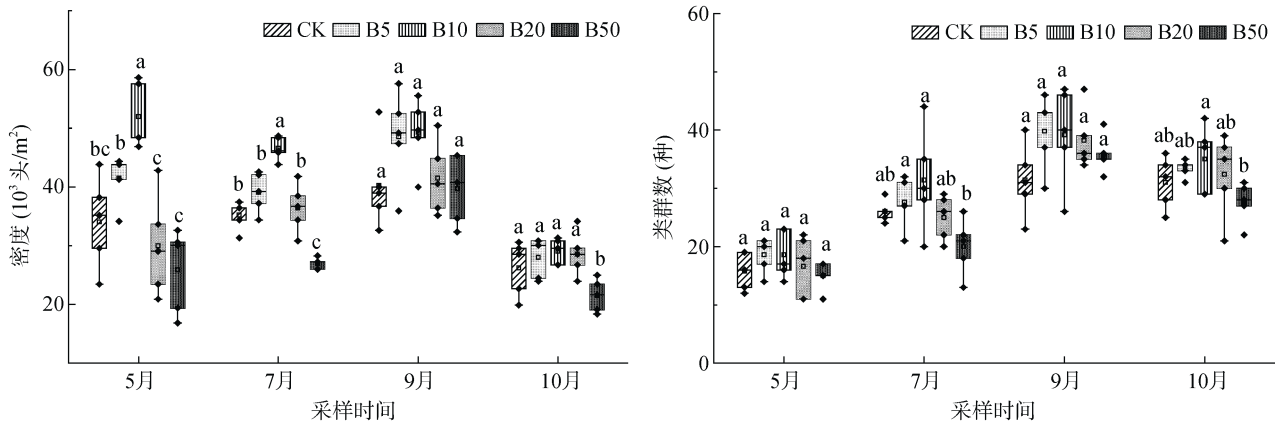 CK B5 B10 B20 B50
60
40
20
密度 (10³ 头/m²)
bc b a c c
b b a b c
a a a a a
a a a a b
5月 7月 9月 10月
采样时间
CK B5 B10 B20 B50
60
40
20
0
类群数 (种)
a a a a a
ab a a ab b
a a a a a
ab ab a ab b
5月 7月 9月 10月
采样时间